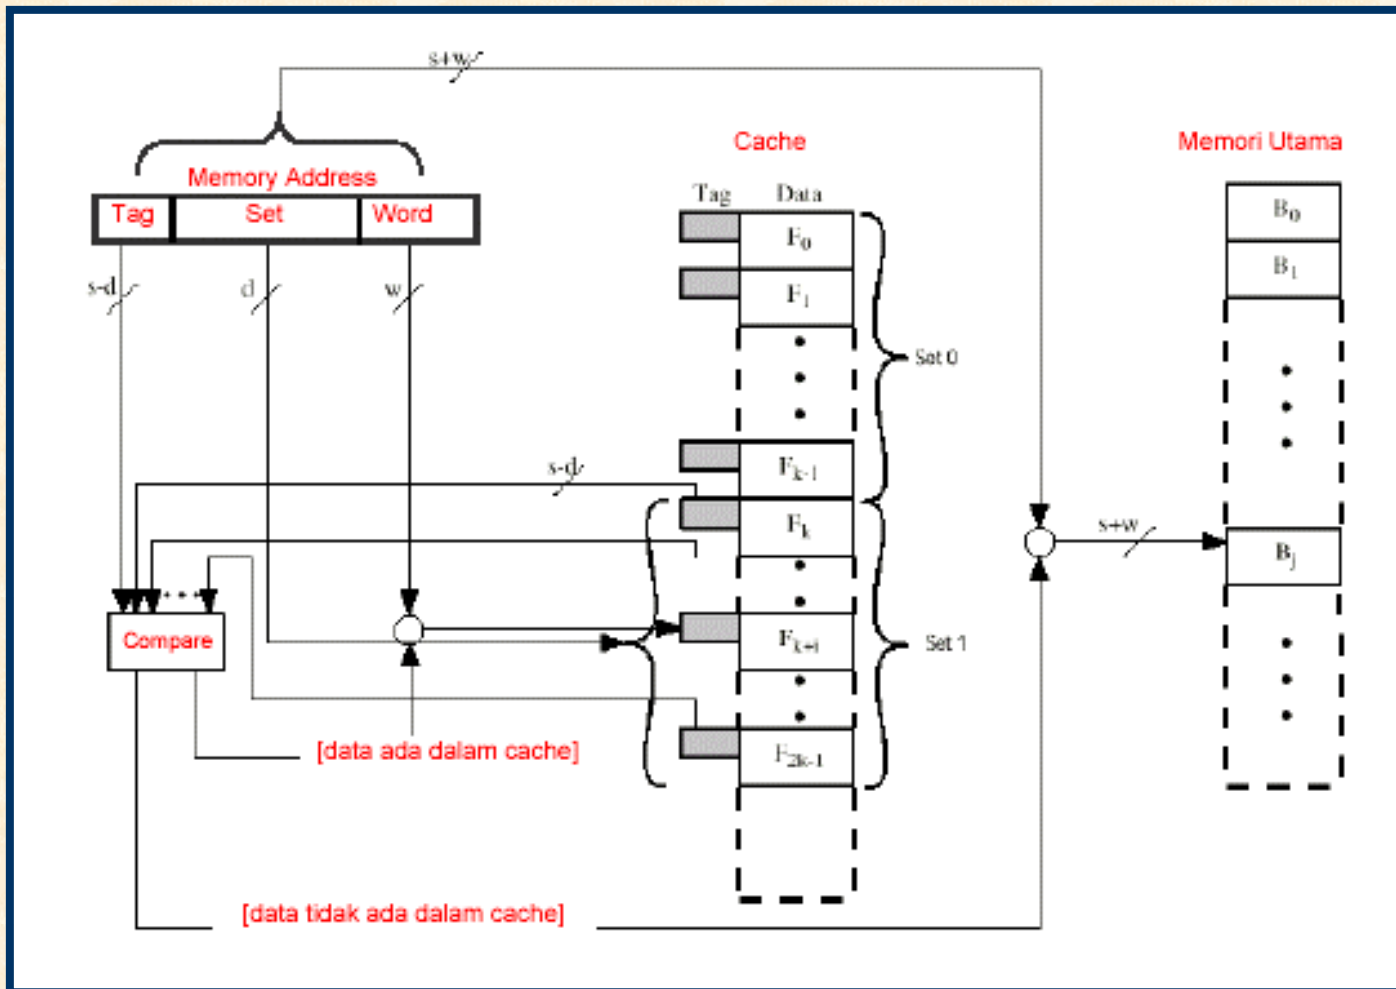 s+w
Cache
Memori Utama
Memory Address
Tag Set Word
Tag Data
F0
B0
F1
B1
s-d d w
Set 0
s-d
Fk-1
Fk
s+w
Bj
Compare
Fk+i
Set 1
[data ada dalam cache]
F2k-1
[data tidak ada dalam cache]